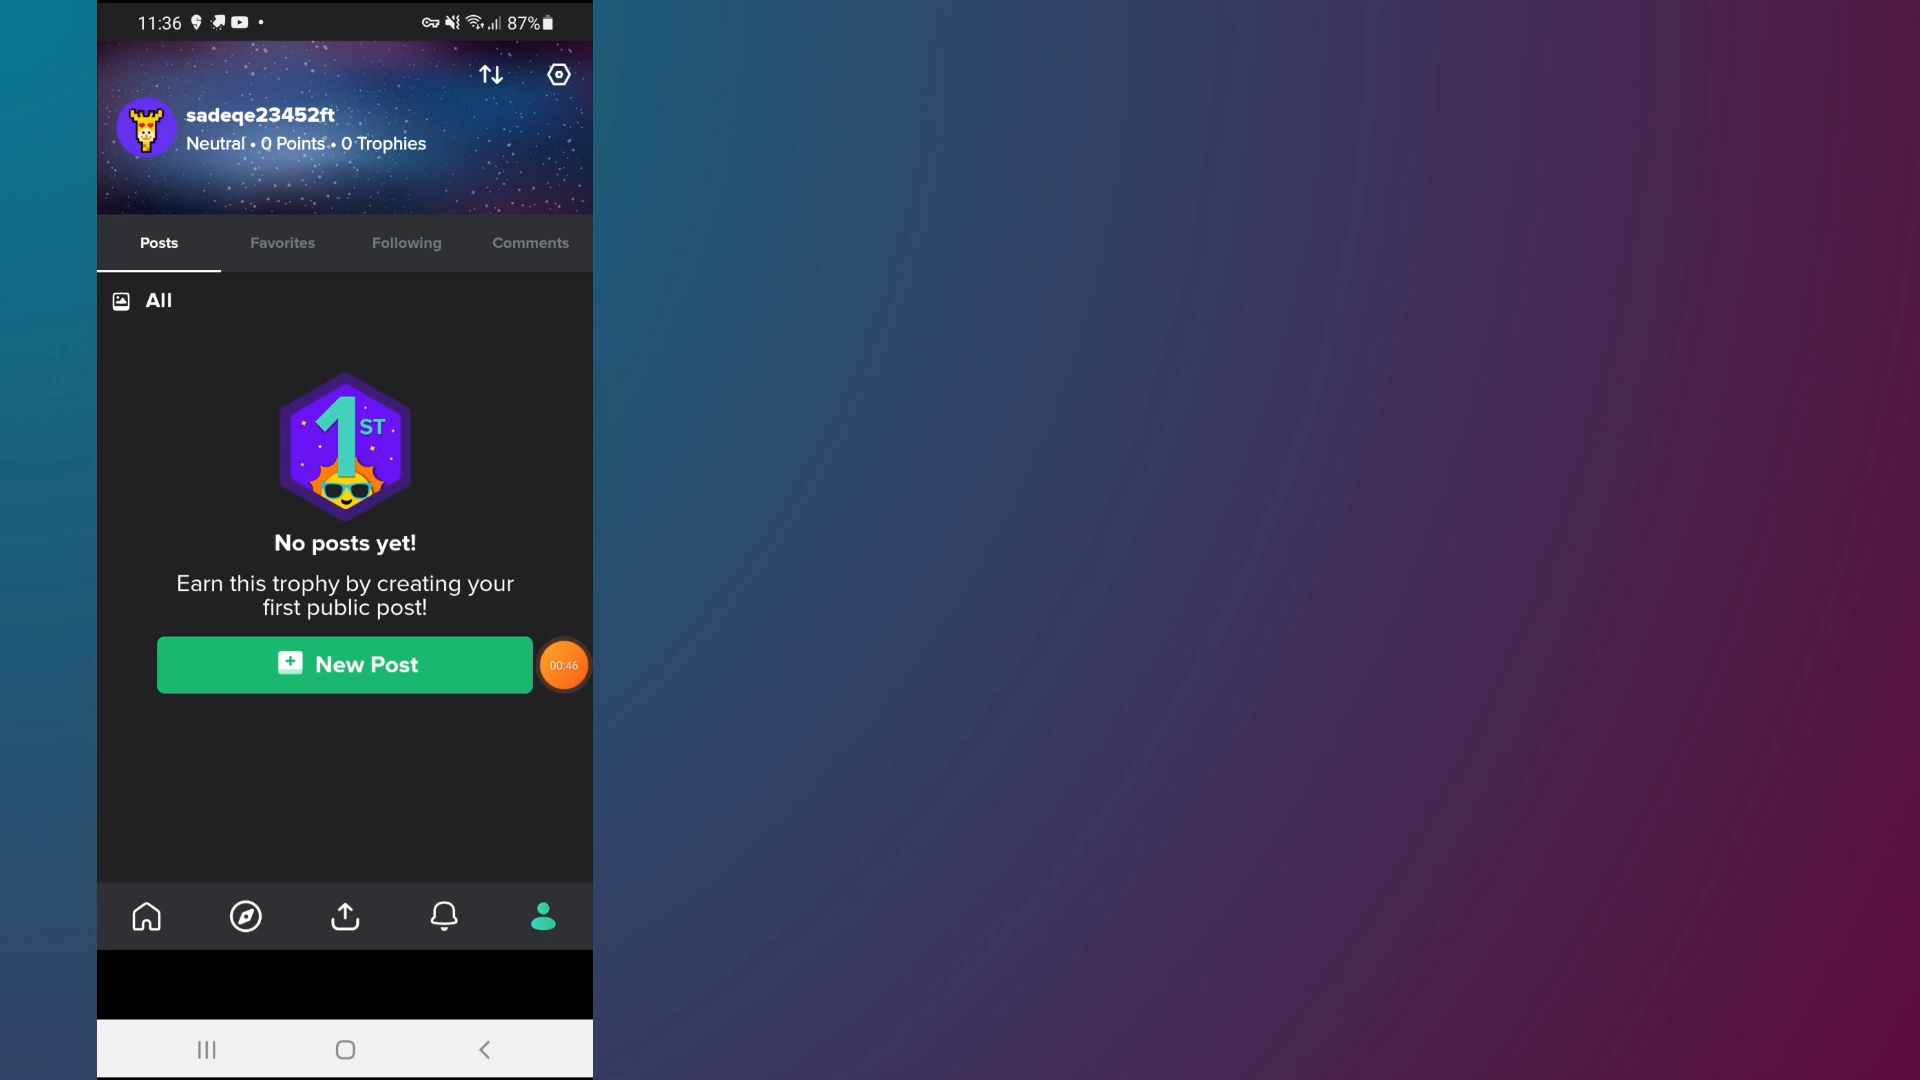 11:36
87%
sadeqe23452ft
Neutral • 0 Points • 0 Trophies
Posts Favorites Following Comments
All
1ST
No posts yet!
Earn this trophy by creating your
first public post!
New Post
00:46